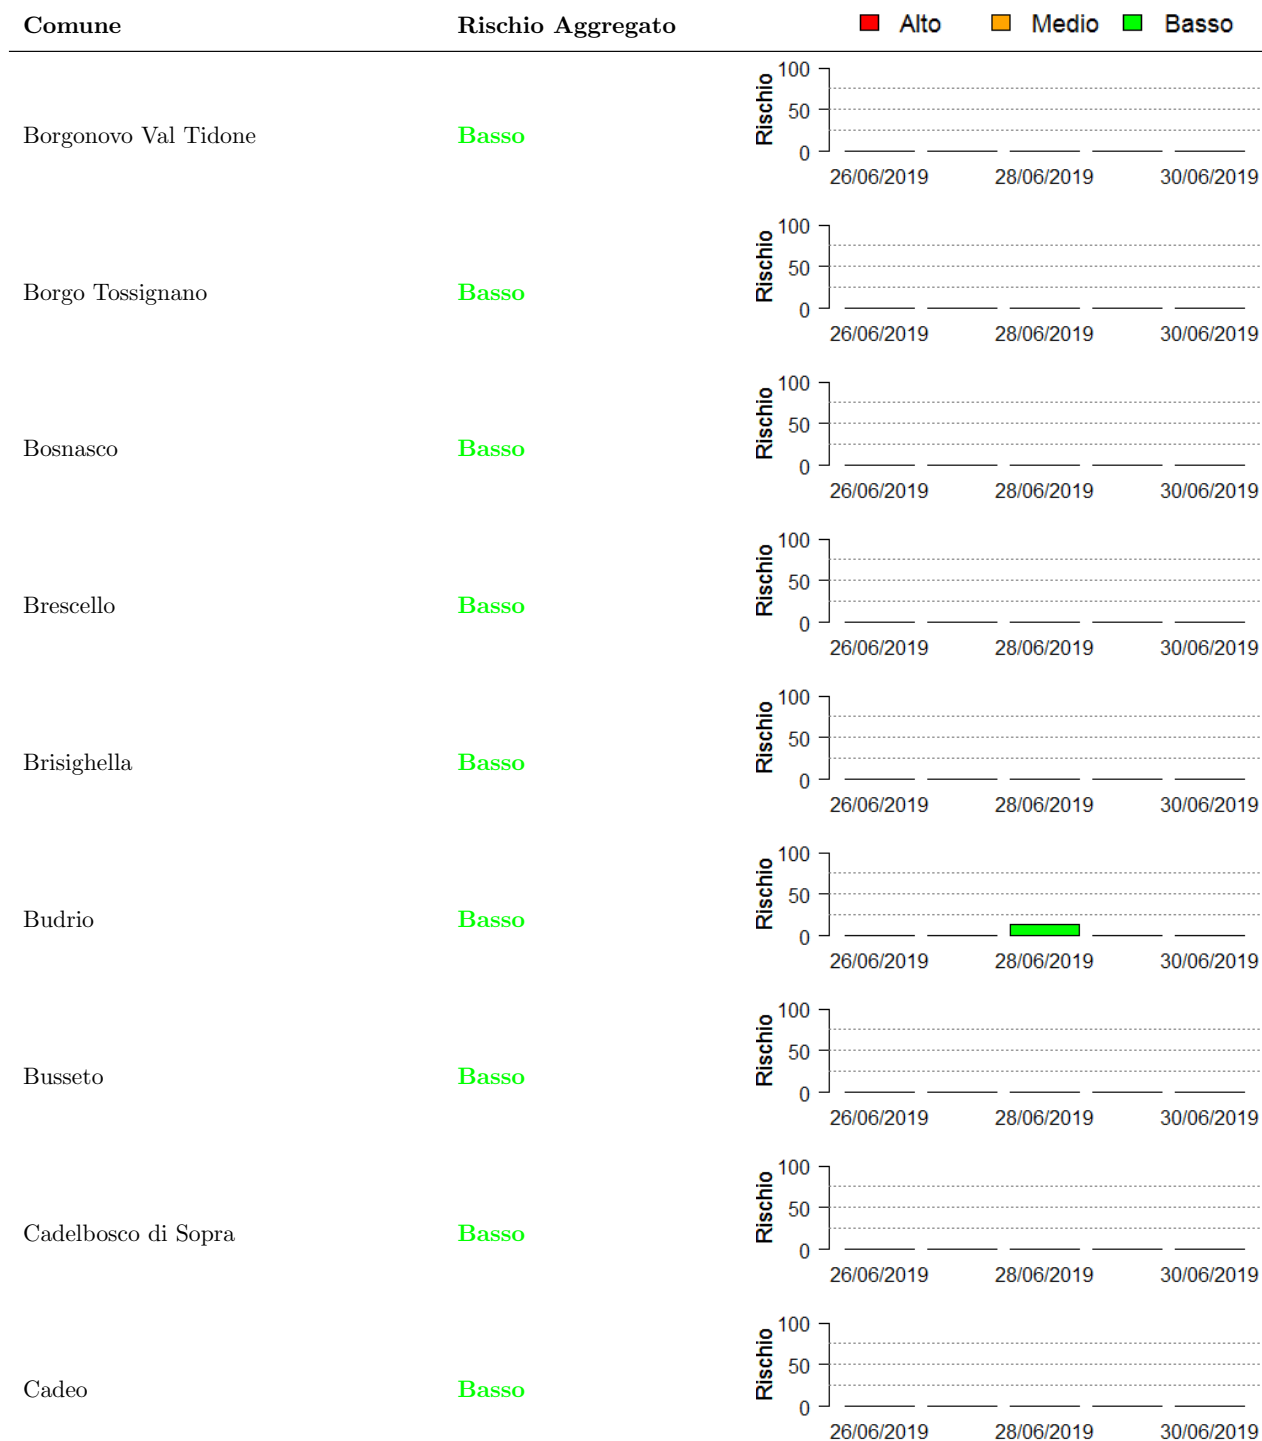 Comune Rischio Aggregato Alto Medio Basso
100
50
0
Rischio
Borgonovo Val Tidone Basso
26/06/2019 28/06/2019 30/06/2019
100
50
0
Rischio
Borgo Tossignano Basso
26/06/2019 28/06/2019 30/06/2019
100
50
0
Rischio
Bosnasco Basso
26/06/2019 28/06/2019 30/06/2019
100
50
0
Rischio
Brescello Basso
26/06/2019 28/06/2019 30/06/2019
100
50
0
Rischio
Brisighella Basso
26/06/2019 28/06/2019 30/06/2019
100
50
0
Rischio
Budrio Basso
26/06/2019 28/06/2019 30/06/2019
100
50
0
Rischio
Busseto Basso
26/06/2019 28/06/2019 30/06/2019
100
50
0
Rischio
Cadelbosco di Sopra Basso
26/06/2019 28/06/2019 30/06/2019
100
50
0
Rischio
Cadeo Basso
26/06/2019 28/06/2019 30/06/2019